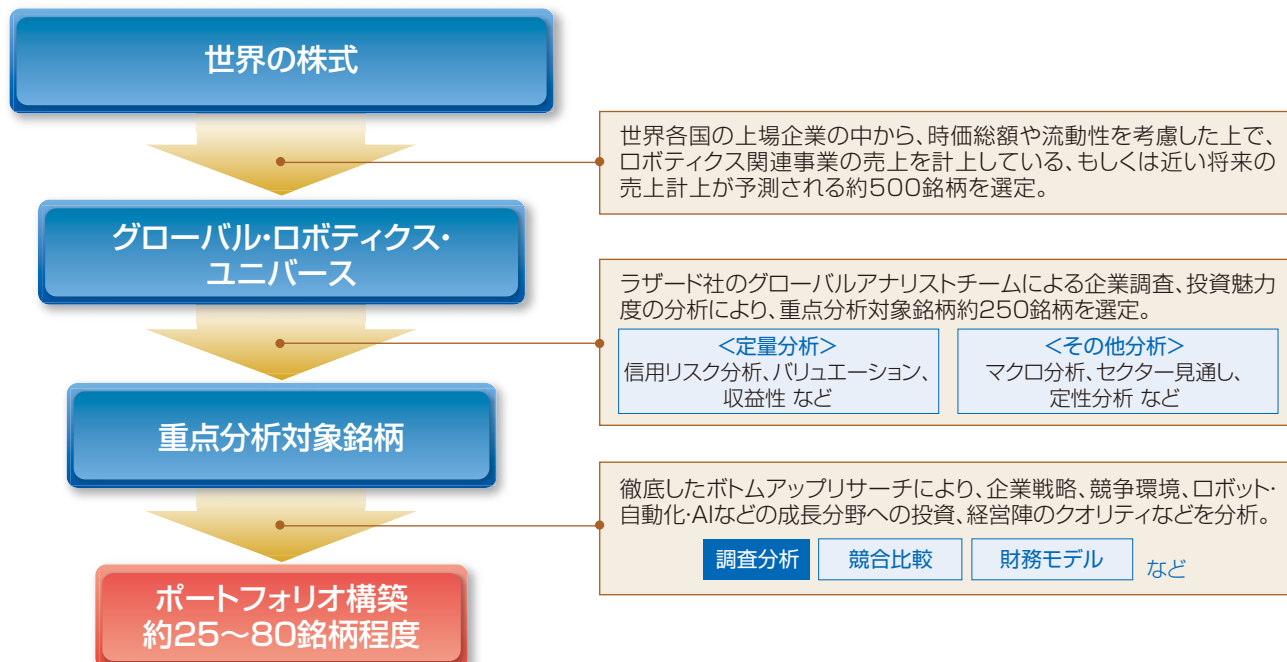 世界の株式
世界各国の上場企業の中から、時価総額や流動性を考慮した上で、
ロボティクス関連事業の売上を計上している、もしくは近い将来の
売上計上が予測される約500銘柄を選定。
グローバル・ロボティクス・
ユニバース
ラザード社のグローバルアナリストチームによる企業調査、投資魅力
度の分析により、重点分析対象銘柄約250銘柄を選定。
<定量分析>
信用リスク分析、バリュエーション、
収益性 など
<その他分析>
マクロ分析、セクター見通し、
定性分析 など
重点分析対象銘柄
徹底したボトムアップリサーチにより、企業戦略、競争環境、ロボット・
自動化・AIなどの成長分野への投資、経営陣のクオリティなどを分析。
調査分析
競合比較
財務モデル
など
ポートフォリオ構築
約25～80銘柄程度